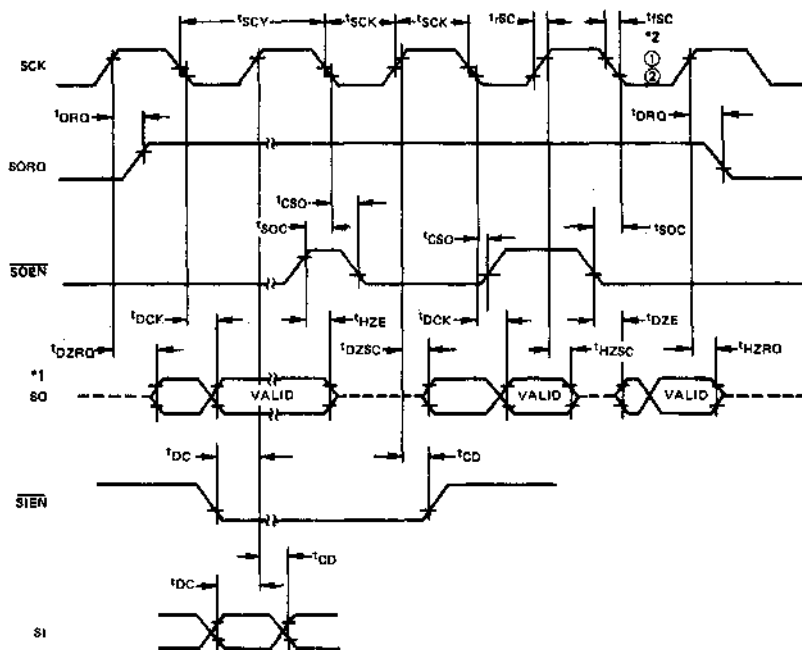 tSCY tSCK tSCK trSC tfSC
*2
SCK ① ②
tDRQ tDRQ
SORQ
tCSO
tSOC tCSO tSOC
SOEN
tDCK tHZE tDCK tDZE
tDZRQ tDZSC tHZSC tHZRQ
*1
SO VALID VALID VALID
tDC tCD
SIEN
tCD
tDC
SI